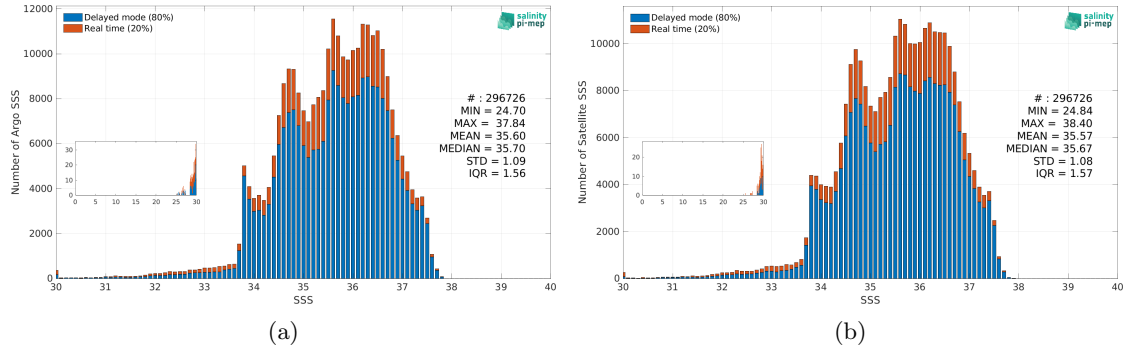 Delayed mode (80%)
Real time (20%)
salinity
pi-mep
12000
10000
8000
6000
4000
2000
0
Number of Argo SSS
# : 296726
MIN = 24.70
MAX = 37.84
MEAN = 35.60
MEDIAN = 35.70
STD = 1.09
IQR = 1.56
30
20
10
0
0 5 10 15 20 25 30
30 31 32 33 34 35 36 37 38 39 40
SSS
(a)
Delayed mode (80%)
Real time (20%)
salinity
pi-mep
10000
8000
6000
4000
2000
0
Number of Satellite SSS
# : 296726
MIN = 24.84
MAX = 38.40
MEAN = 35.57
MEDIAN = 35.67
STD = 1.08
IQR = 1.57
20
10
0
0 5 10 15 20 25 30
30 31 32 33 34 35 36 37 38 39 40
SSS
(b)